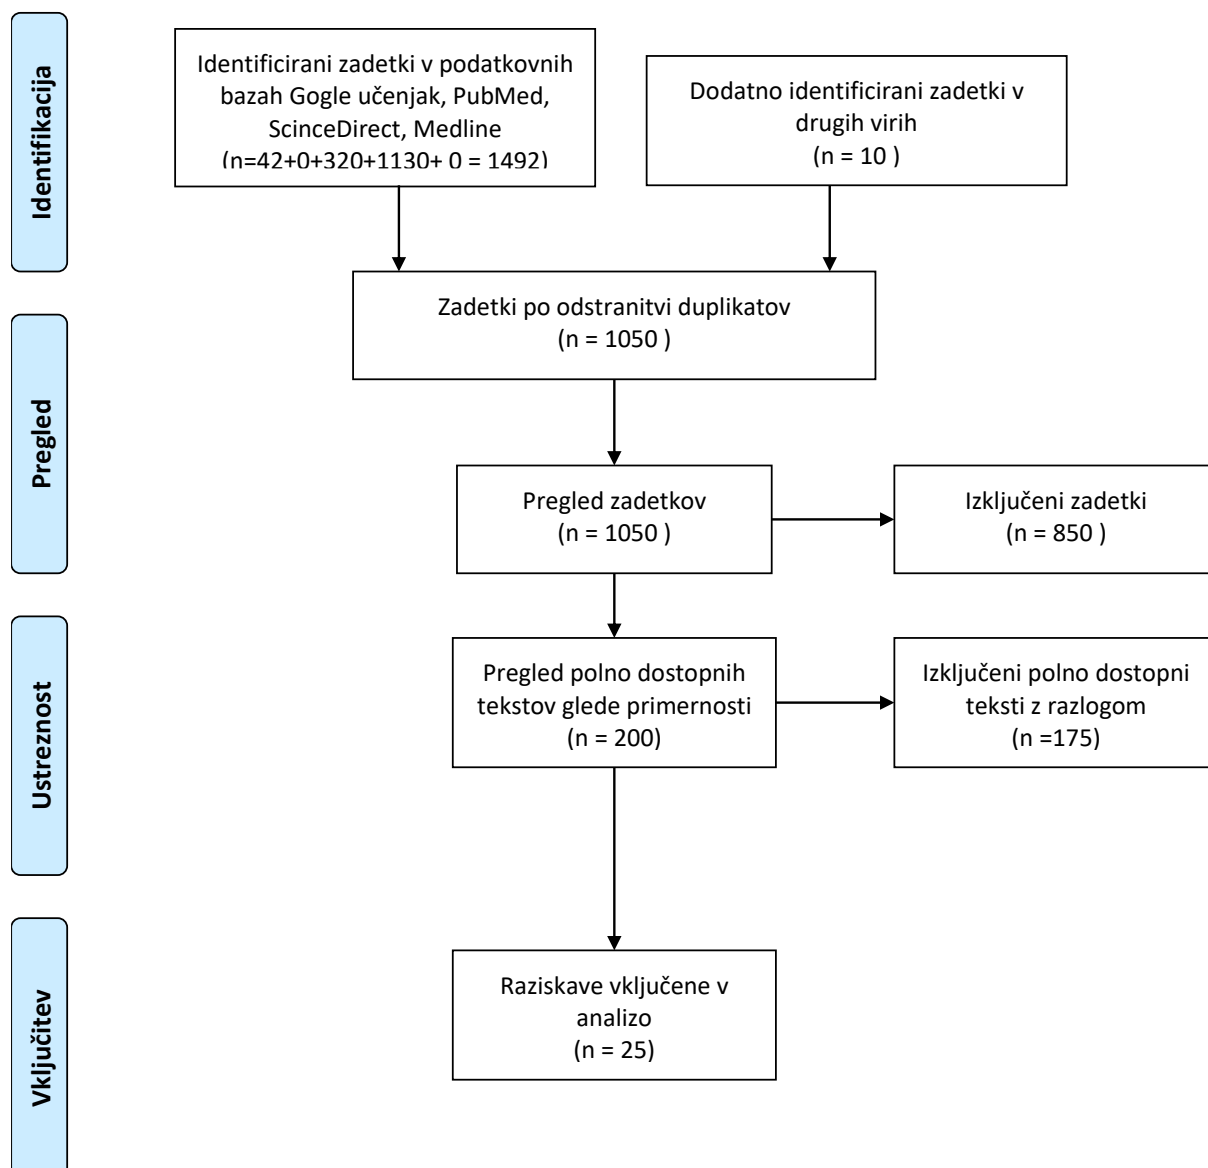 Identifikacija
Identificirani zadetki v podatkovnih
bazah Gogle učenjak, PubMed,
ScinceDirect, Medline
(n=42+0+320+1130+ 0 = 1492)
Dodatno identificirani zadetki v
drugih virih
(n = 10 )
Zadetki po odstranitvi duplikatov
(n = 1050 )
Pregled
Pregled zadetkov
(n = 1050 )
Izključeni zadetki
(n = 850 )
Ustreznost
Pregled polno dostopnih
tekstov glede primernosti
(n = 200)
Izključeni polno dostopni
teksti z razlogom
(n =175)
Vključitev
Raziskave vključene v
analizo
(n = 25)